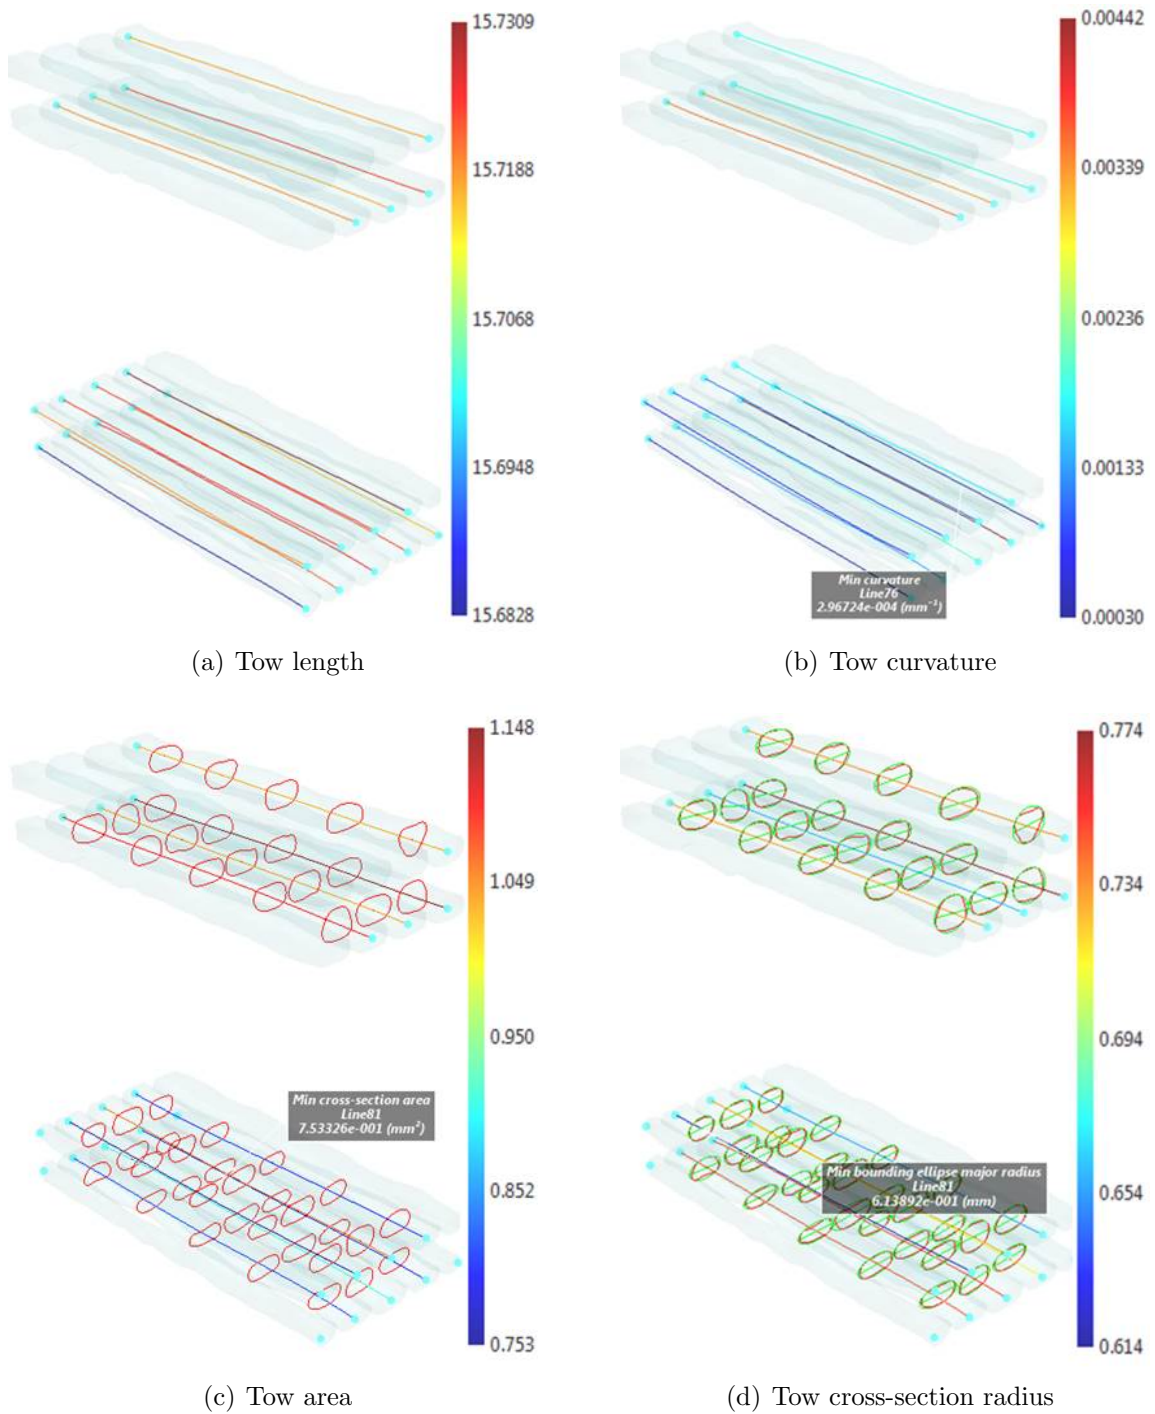 15.7309
15.7188
15.7068
15.6948
15.6828
0.00442
0.00339
0.00236
0.00133
0.00030
Min curvature
Line76
2.96724e-004 (mm⁻¹)
(a) Tow length
(b) Tow curvature
1.148
1.049
0.950
0.852
0.753
Min cross-section area
Line81
7.53326e-001 (mm²)
0.774
0.734
0.694
0.654
0.614
Min bounding ellipse major radius
Line81
6.13892e-001 (mm)
(c) Tow area
(d) Tow cross-section radius